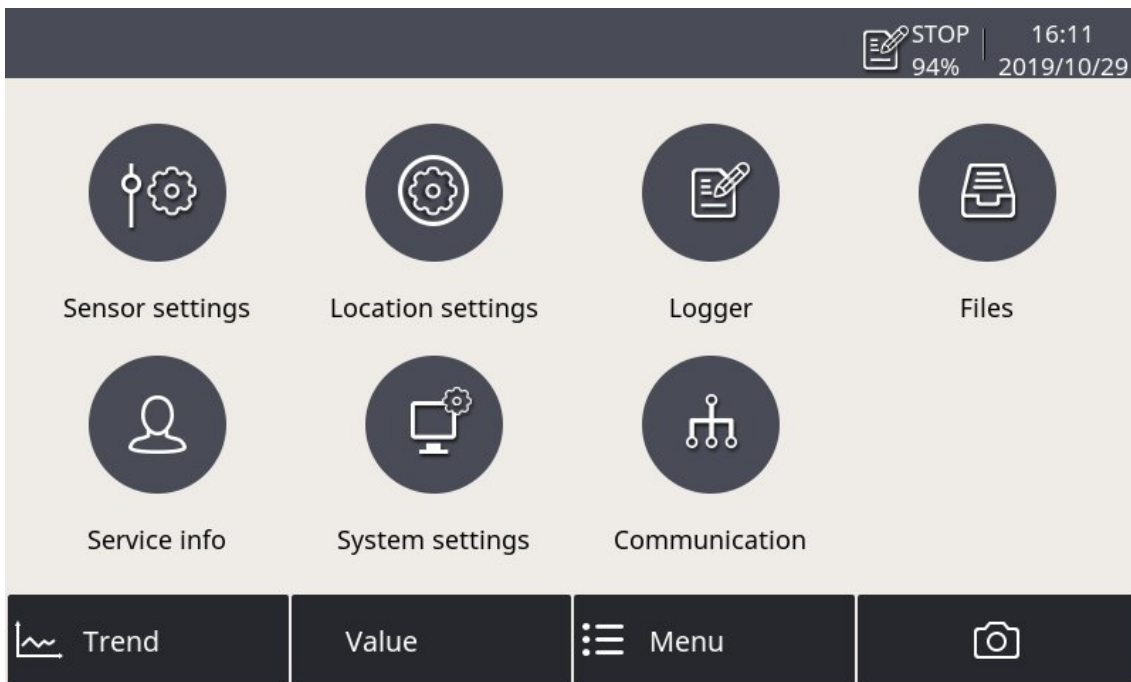 STOP 16:11
94% 2019/10/29
Sensor settings Location settings Logger Files
Service info System settings Communication
Trend Value Menu